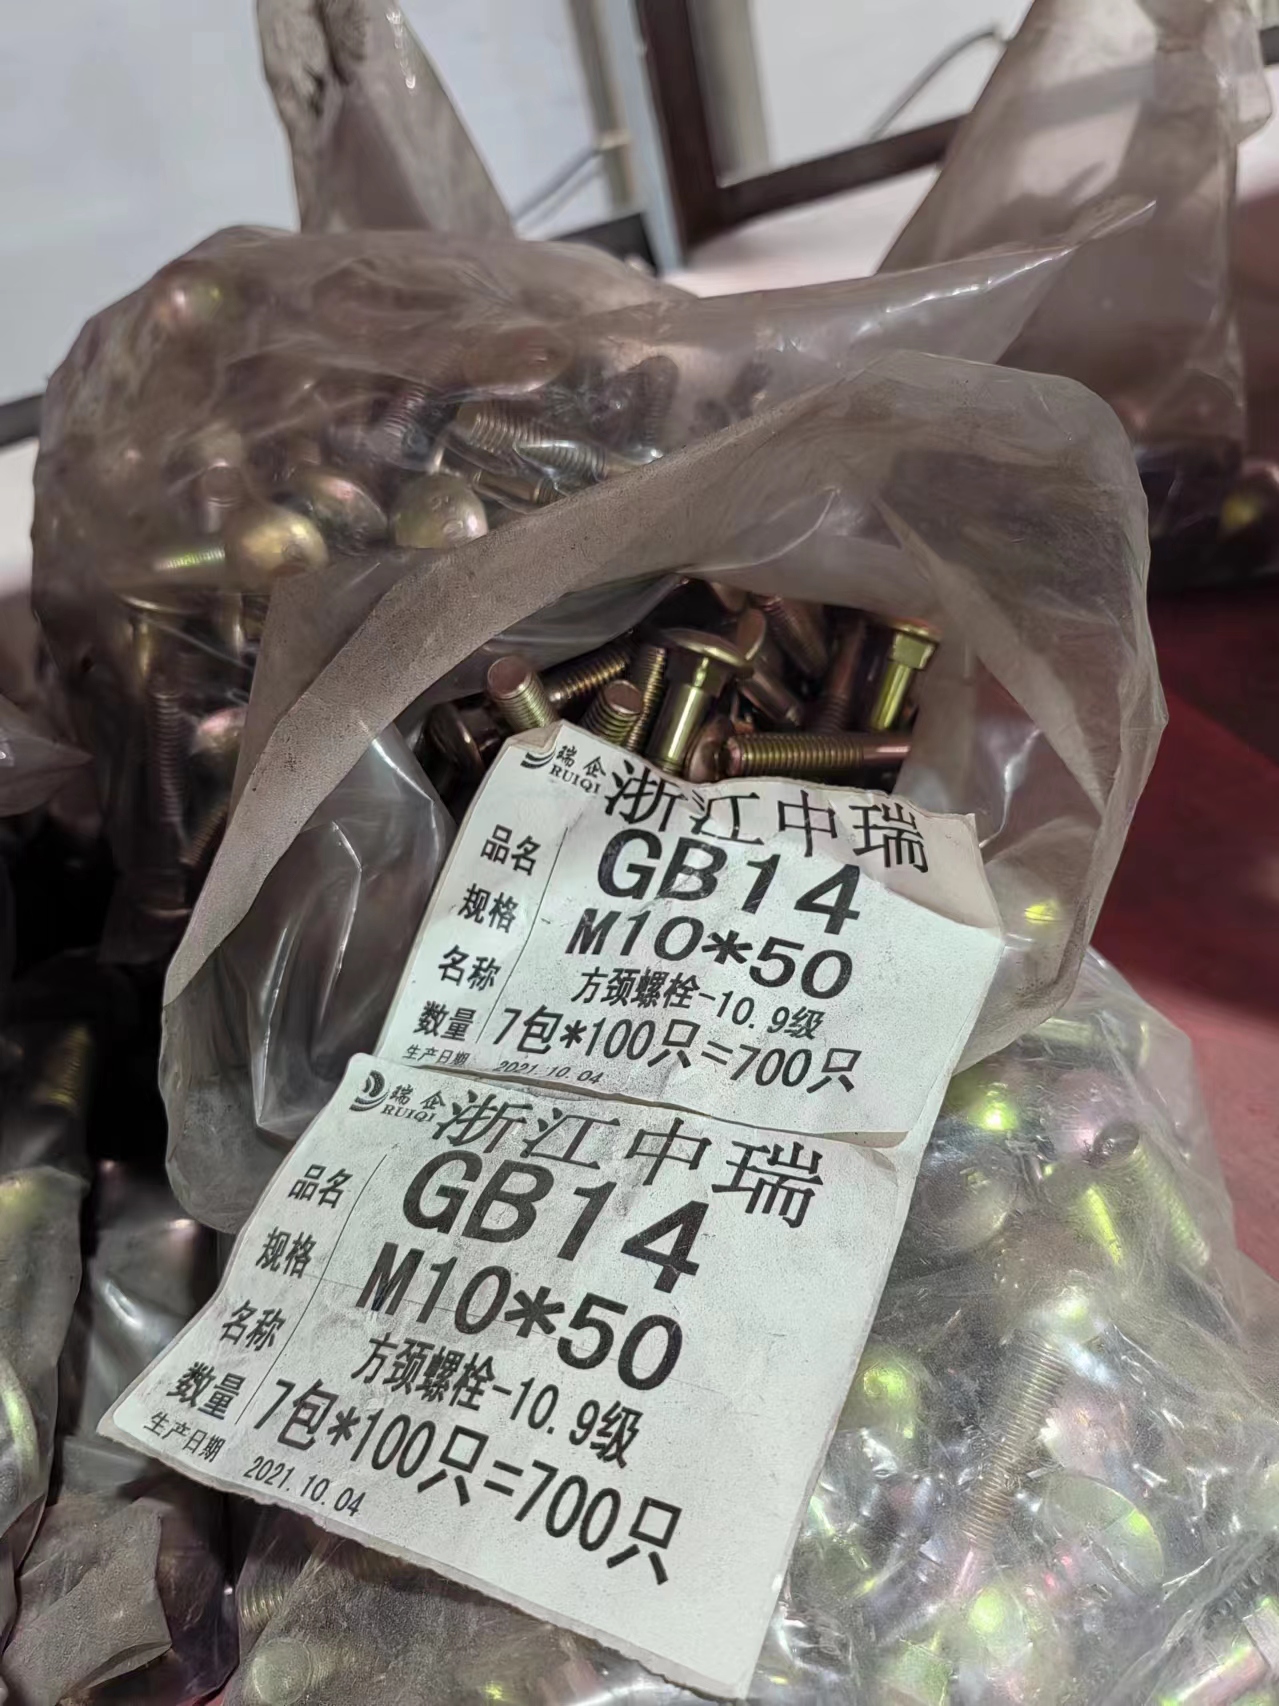 瑞企
RUIQI
浙江中瑞
品名 GB14
规格 M10*50
名称 方颈螺栓-10.9级
数量 7包*100只=700只
生产日期 2021.10.04
瑞企
RUIQI
浙江中瑞
品名 GB14
规格 M10*50
名称 方颈螺栓-10.9级
数量 7包*100只=700只
生产日期 2021.10.04